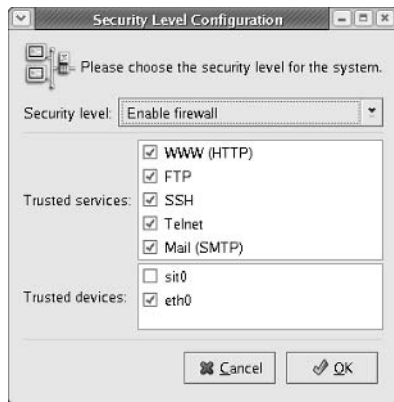 Security Level Configuration
Please choose the security level for the system.
Security level: Enable firewall
Trusted services:
WWW (HTTP)
FTP
SSH
Telnet
Mail (SMTP)
Trusted devices:
sit0
eth0
Cancel OK